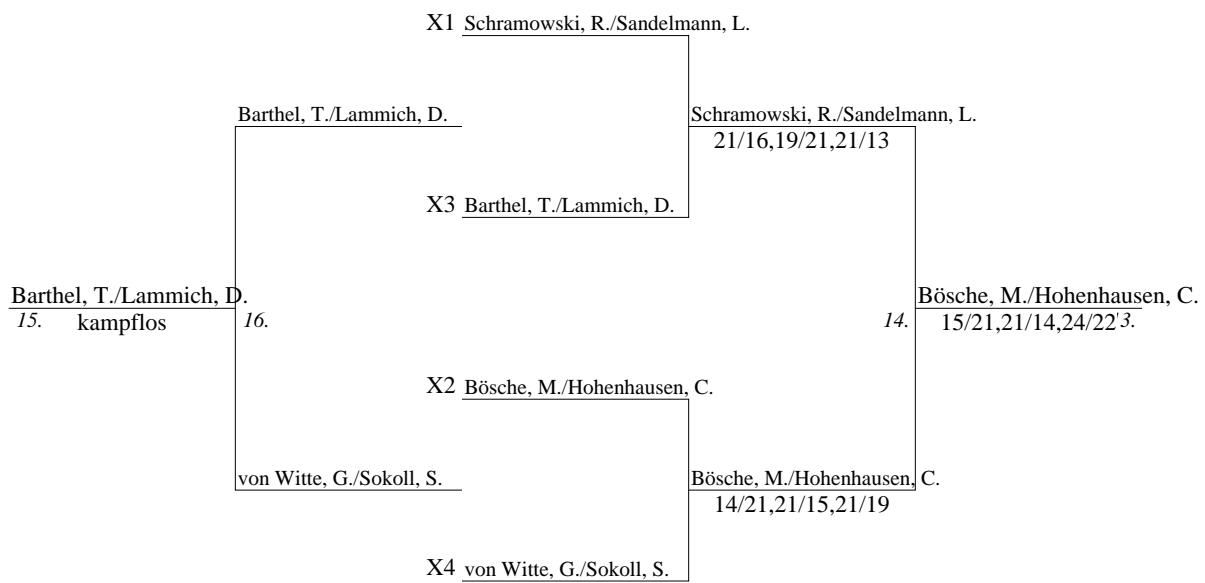 X1 Schramowski, R./Sandelmann, L.
Barthel, T./Lammich, D.
Schramowski, R./Sandelmann, L.
21/16,19/21,21/13
X3 Barthel, T./Lammich, D.
Barthel, T./Lammich, D.
15. kampflos 16.
Bösche, M./Hohenhausen, C.
14. 15/21,21/14,24/22 '3.
X2 Bösche, M./Hohenhausen, C.
von Witte, G./Sokoll, S.
Bösche, M./Hohenhausen, C.
14/21,21/15,21/19
X4 von Witte, G./Sokoll, S.